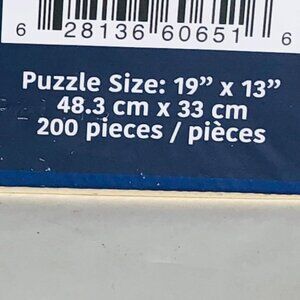 6 28136 60651 6
Puzzle Size: 19” x 13”
48.3 cm x 33 cm
200 pieces / pièces